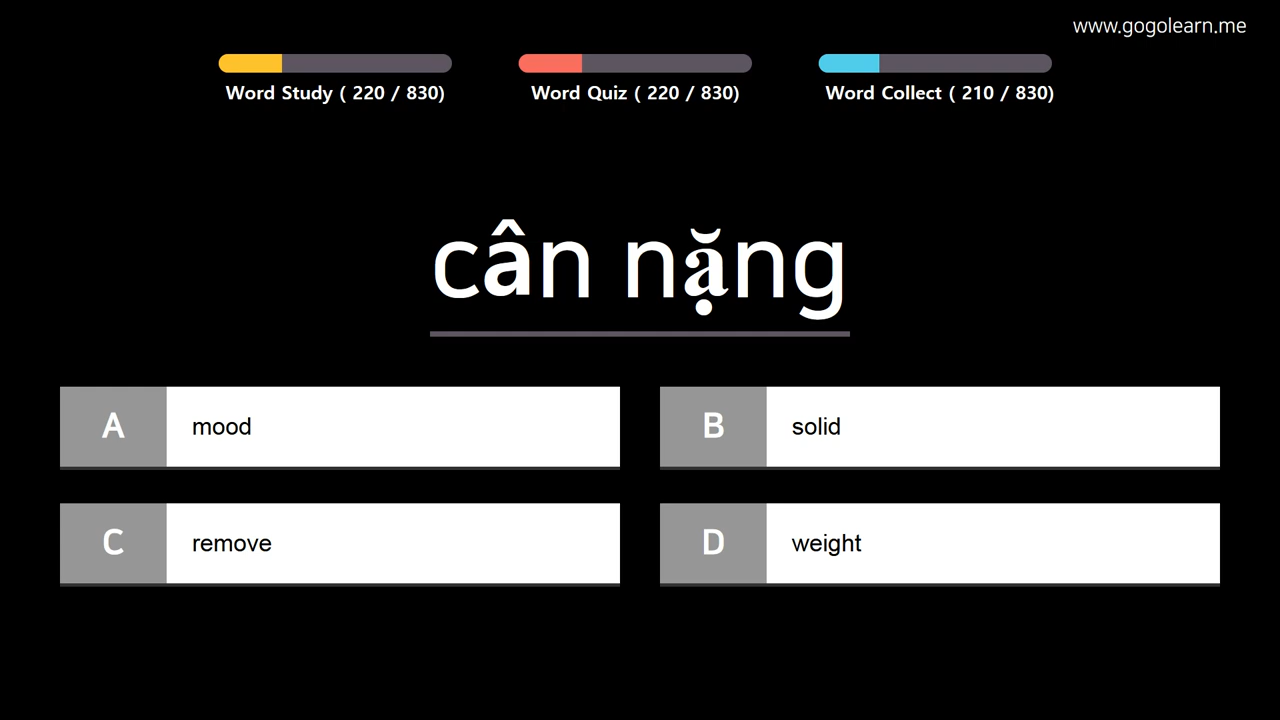 www.gogolearn.me
Word Study ( 220 / 830)
Word Quiz ( 220 / 830)
Word Collect ( 210 / 830)
cân nặng
A mood
B solid
C remove
D weight